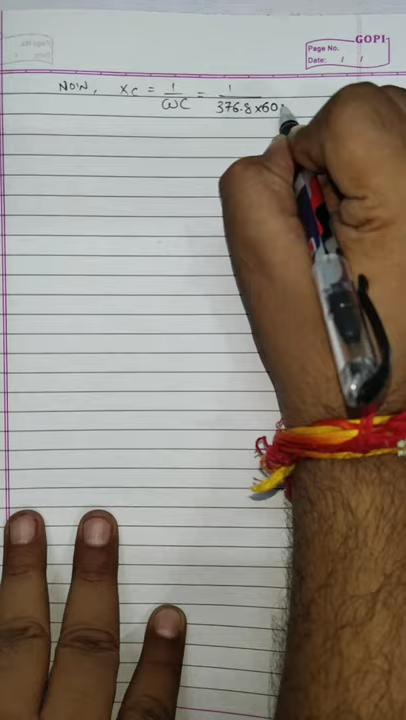 GOPI
Page No.
Date: / /
NOW, Xc = 1/ωC = 1/376.8×60